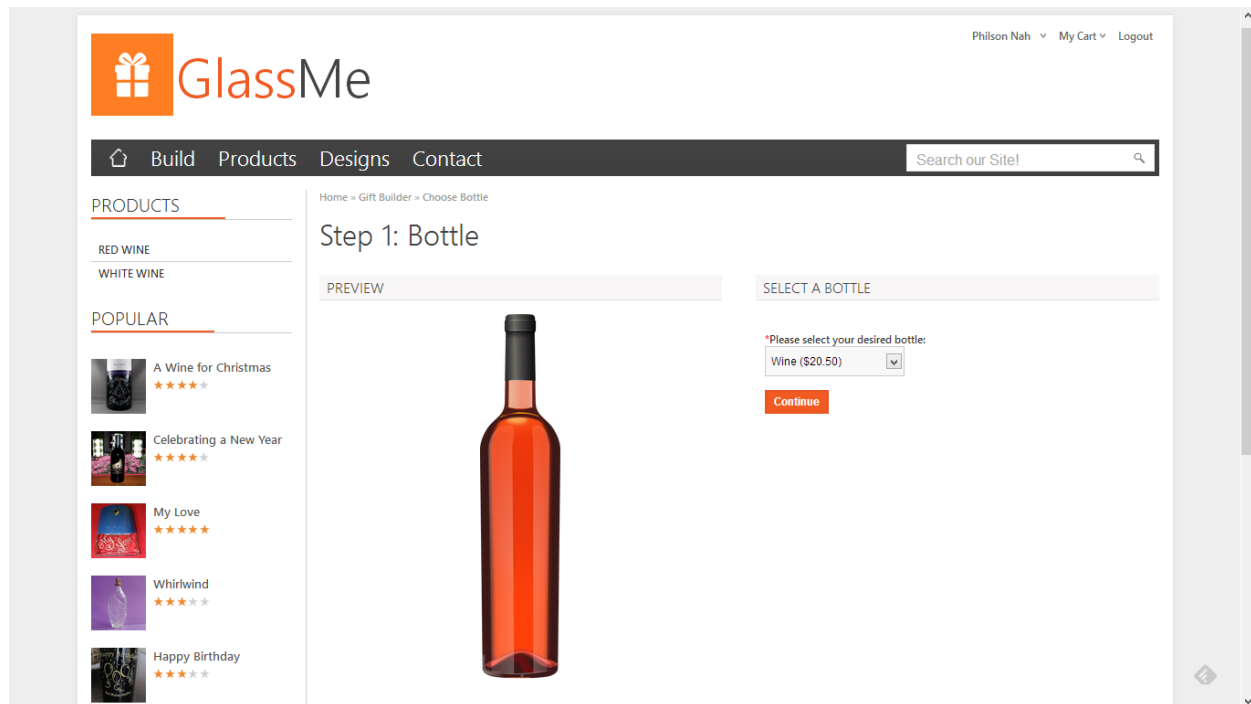 Philson Nah My Cart Logout
GlassMe
Build Products Designs Contact
Search our Site!
PRODUCTS
RED WINE
WHITE WINE
POPULAR
A Wine for Christmas
Celebrating a New Year
My Love
Whirlwind
Happy Birthday
Home » Gift Builder » Choose Bottle
Step 1: Bottle
PREVIEW
SELECT A BOTTLE
*Please select your desired bottle:
Wine ($20.50)
Continue